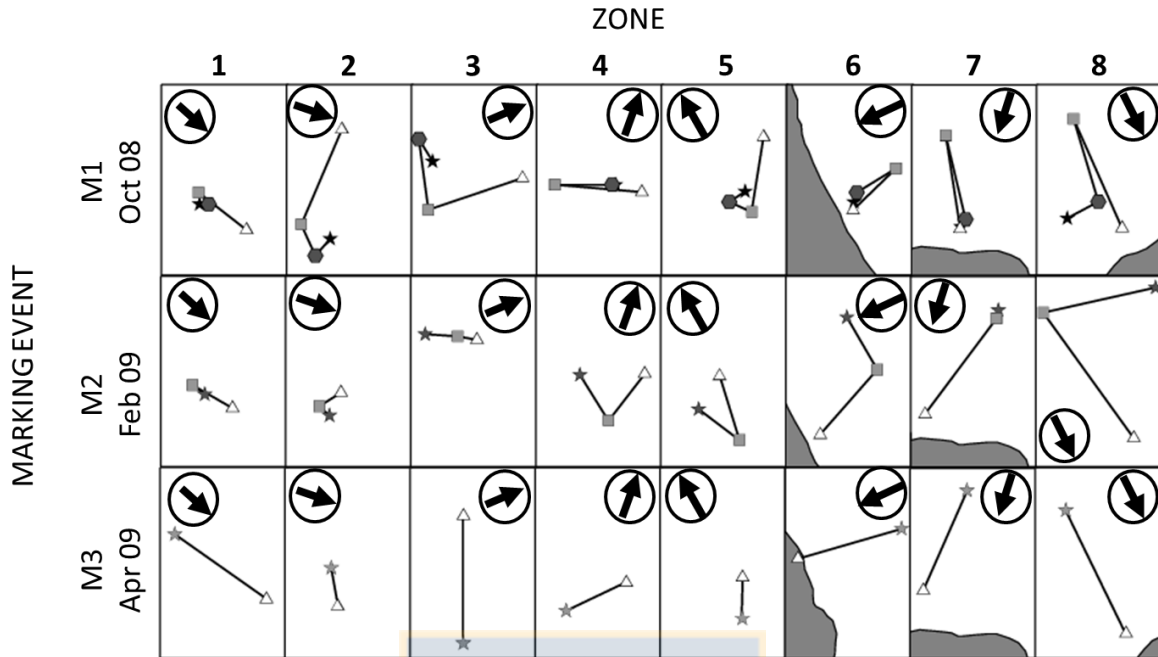 ZONE
1 2 3 4 5 6 7 8
MARKING EVENT
M1
Oct 08
M2
Feb 09
M3
Apr 09